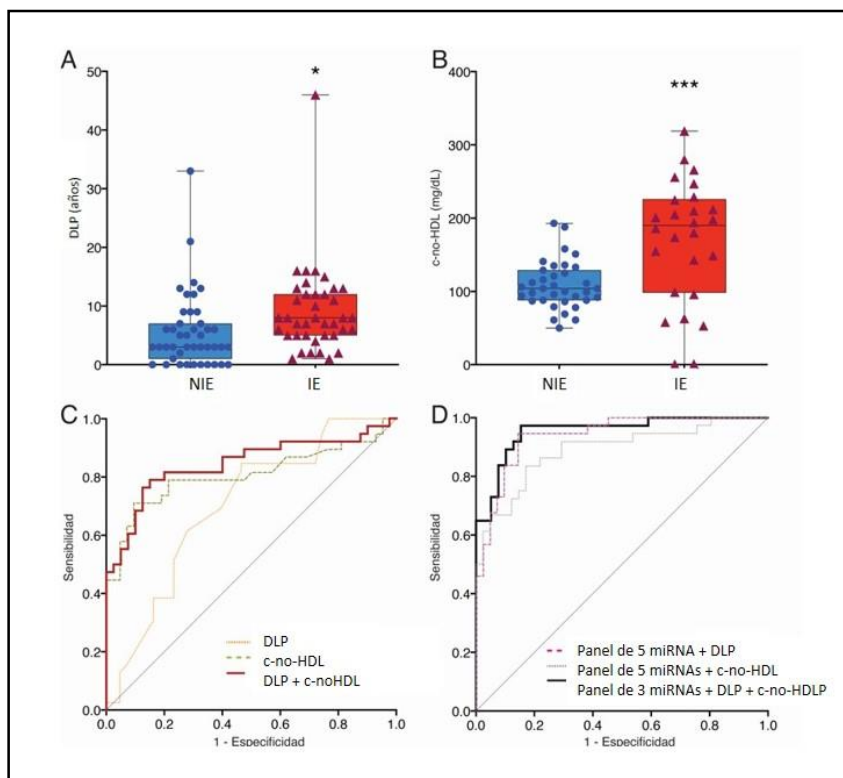 A
B
50
40
30
20
10
0
DLP (años)
*
NIE
IE
400
300
200
100
0
c-no-HDL (mg/dL)
***
NIE
IE
C
D
1.0
0.8
0.6
0.4
0.2
0.0
Sensibilidad
DLP
c-no-HDL
DLP + c-noHDL
0.0 0.2 0.4 0.6 0.8 1.0
1 - Especificidad
1.0
0.8
0.6
0.4
0.2
0.0
Sensibilidad
Panel de 5 miRNA + DLP
Panel de 5 miRNAs + c-no-HDL
Panel de 3 miRNAs + DLP + c-no-HDLP
0.0 0.2 0.4 0.6 0.8 1.0
1 - Especificidad